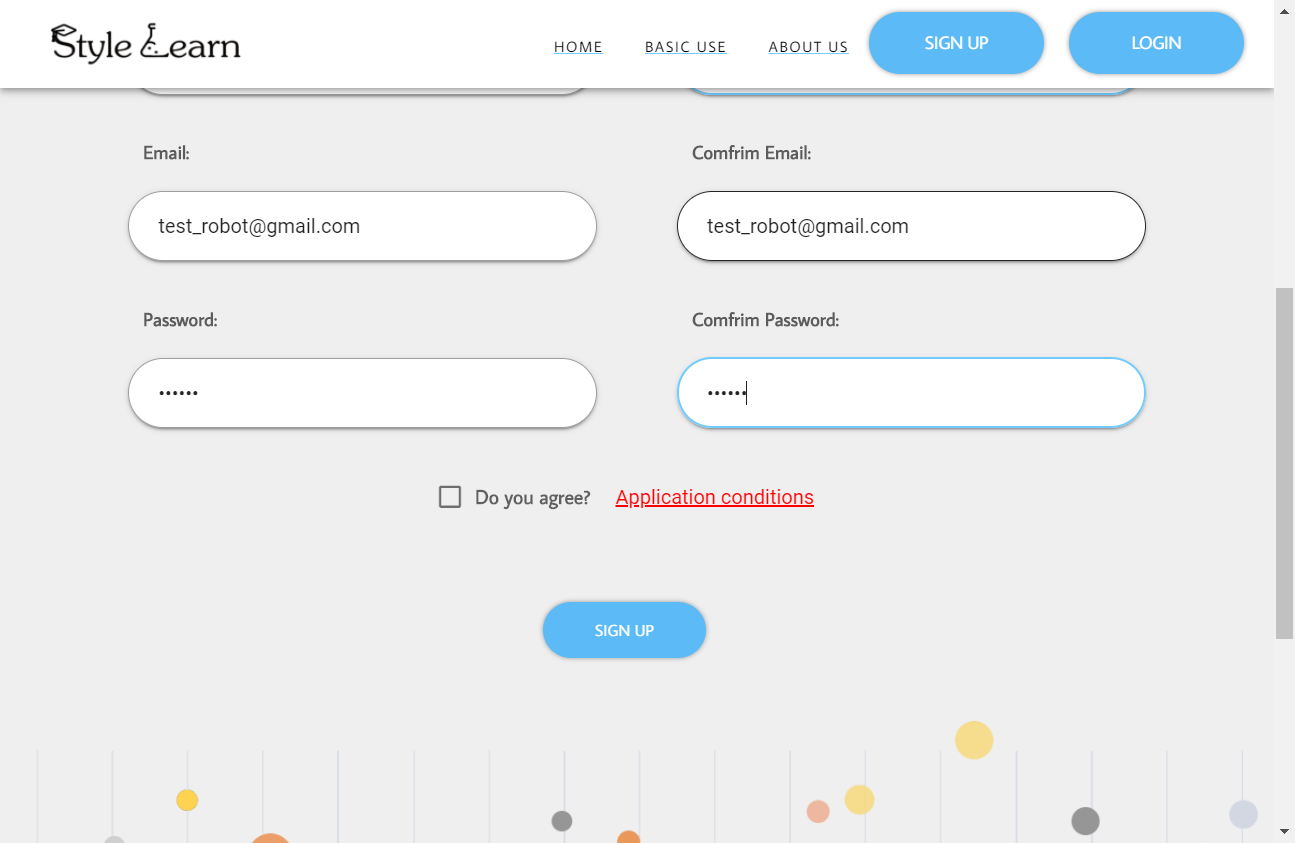 Style Learn
HOME BASIC USE ABOUT US SIGN UP LOGIN
Email: Comfrim Email:
test_robot@gmail.com test_robot@gmail.com
Password: Comfrim Password:
•••••• ••••••
Do you agree? Application conditions
SIGN UP